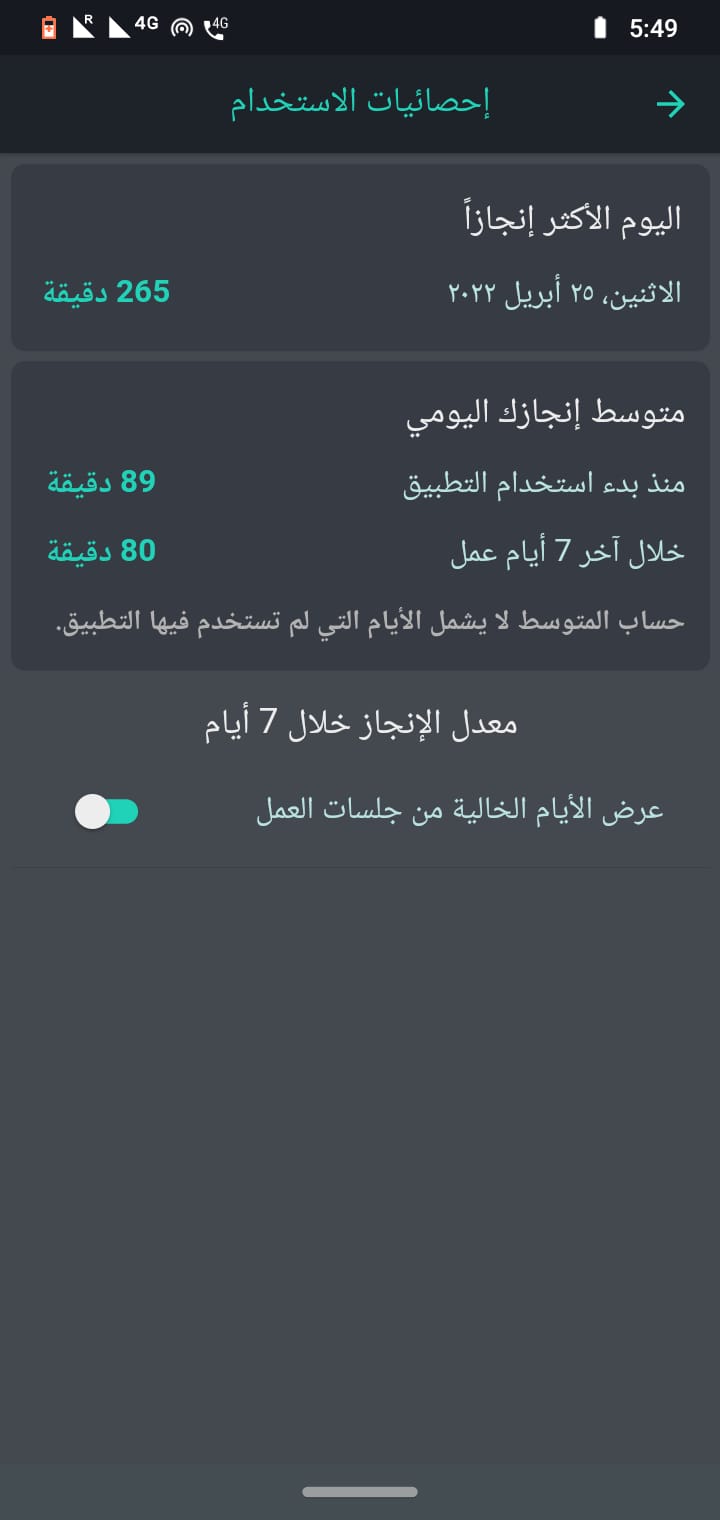 R 4G 4G 5:49
إحصائيات الاستخدام
اليوم الأكثر إنجازاً
الاثنين، ٢٥ أبريل ٢٠٢٢ 265 دقيقة
متوسط إنجازك اليومي
منذ بدء استخدام التطبيق 89 دقيقة
خلال آخر 7 أيام عمل 80 دقيقة
حساب المتوسط لا يشمل الأيام التي لم تستخدم فيها التطبيق.
معدل الإنجاز خلال 7 أيام
عرض الأيام الخالية من جلسات العمل